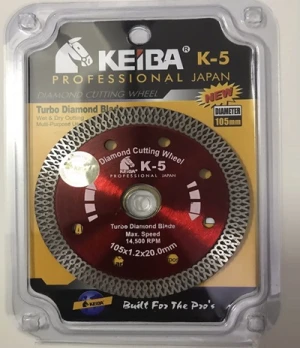 KEiBA® K-5
PROFESSIONAL JAPAN
DIAMOND CUTTING WHEEL
NEW
Turbo Diamond Blade
Wet & Dry Cutting
DIAMETER
105mm
Diamond Cutting Wheel
KEiBA K-5
PROFESSIONAL JAPAN
Turbo Diamond Blade
Max. Speed
14,500 RPM
105x1.2x20.0mm
KEiBA
Built For The Pro's